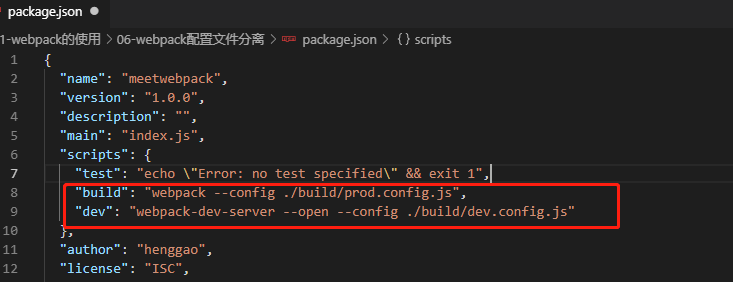 package.json
1-webpack的使用 > 06-webpack配置文件分离 > package.json > {} scripts
1 {
2 "name": "meetwebpack",
3 "version": "1.0.0",
4 "description": "",
5 "main": "index.js",
6 "scripts": {
7 "test": "echo \"Error: no test specified\" && exit 1",
8 "build": "webpack --config ./build/prod.config.js",
9 "dev": "webpack-dev-server --open --config ./build/dev.config.js"
10 },
11 "author": "henggao",
12 "license": "ISC",